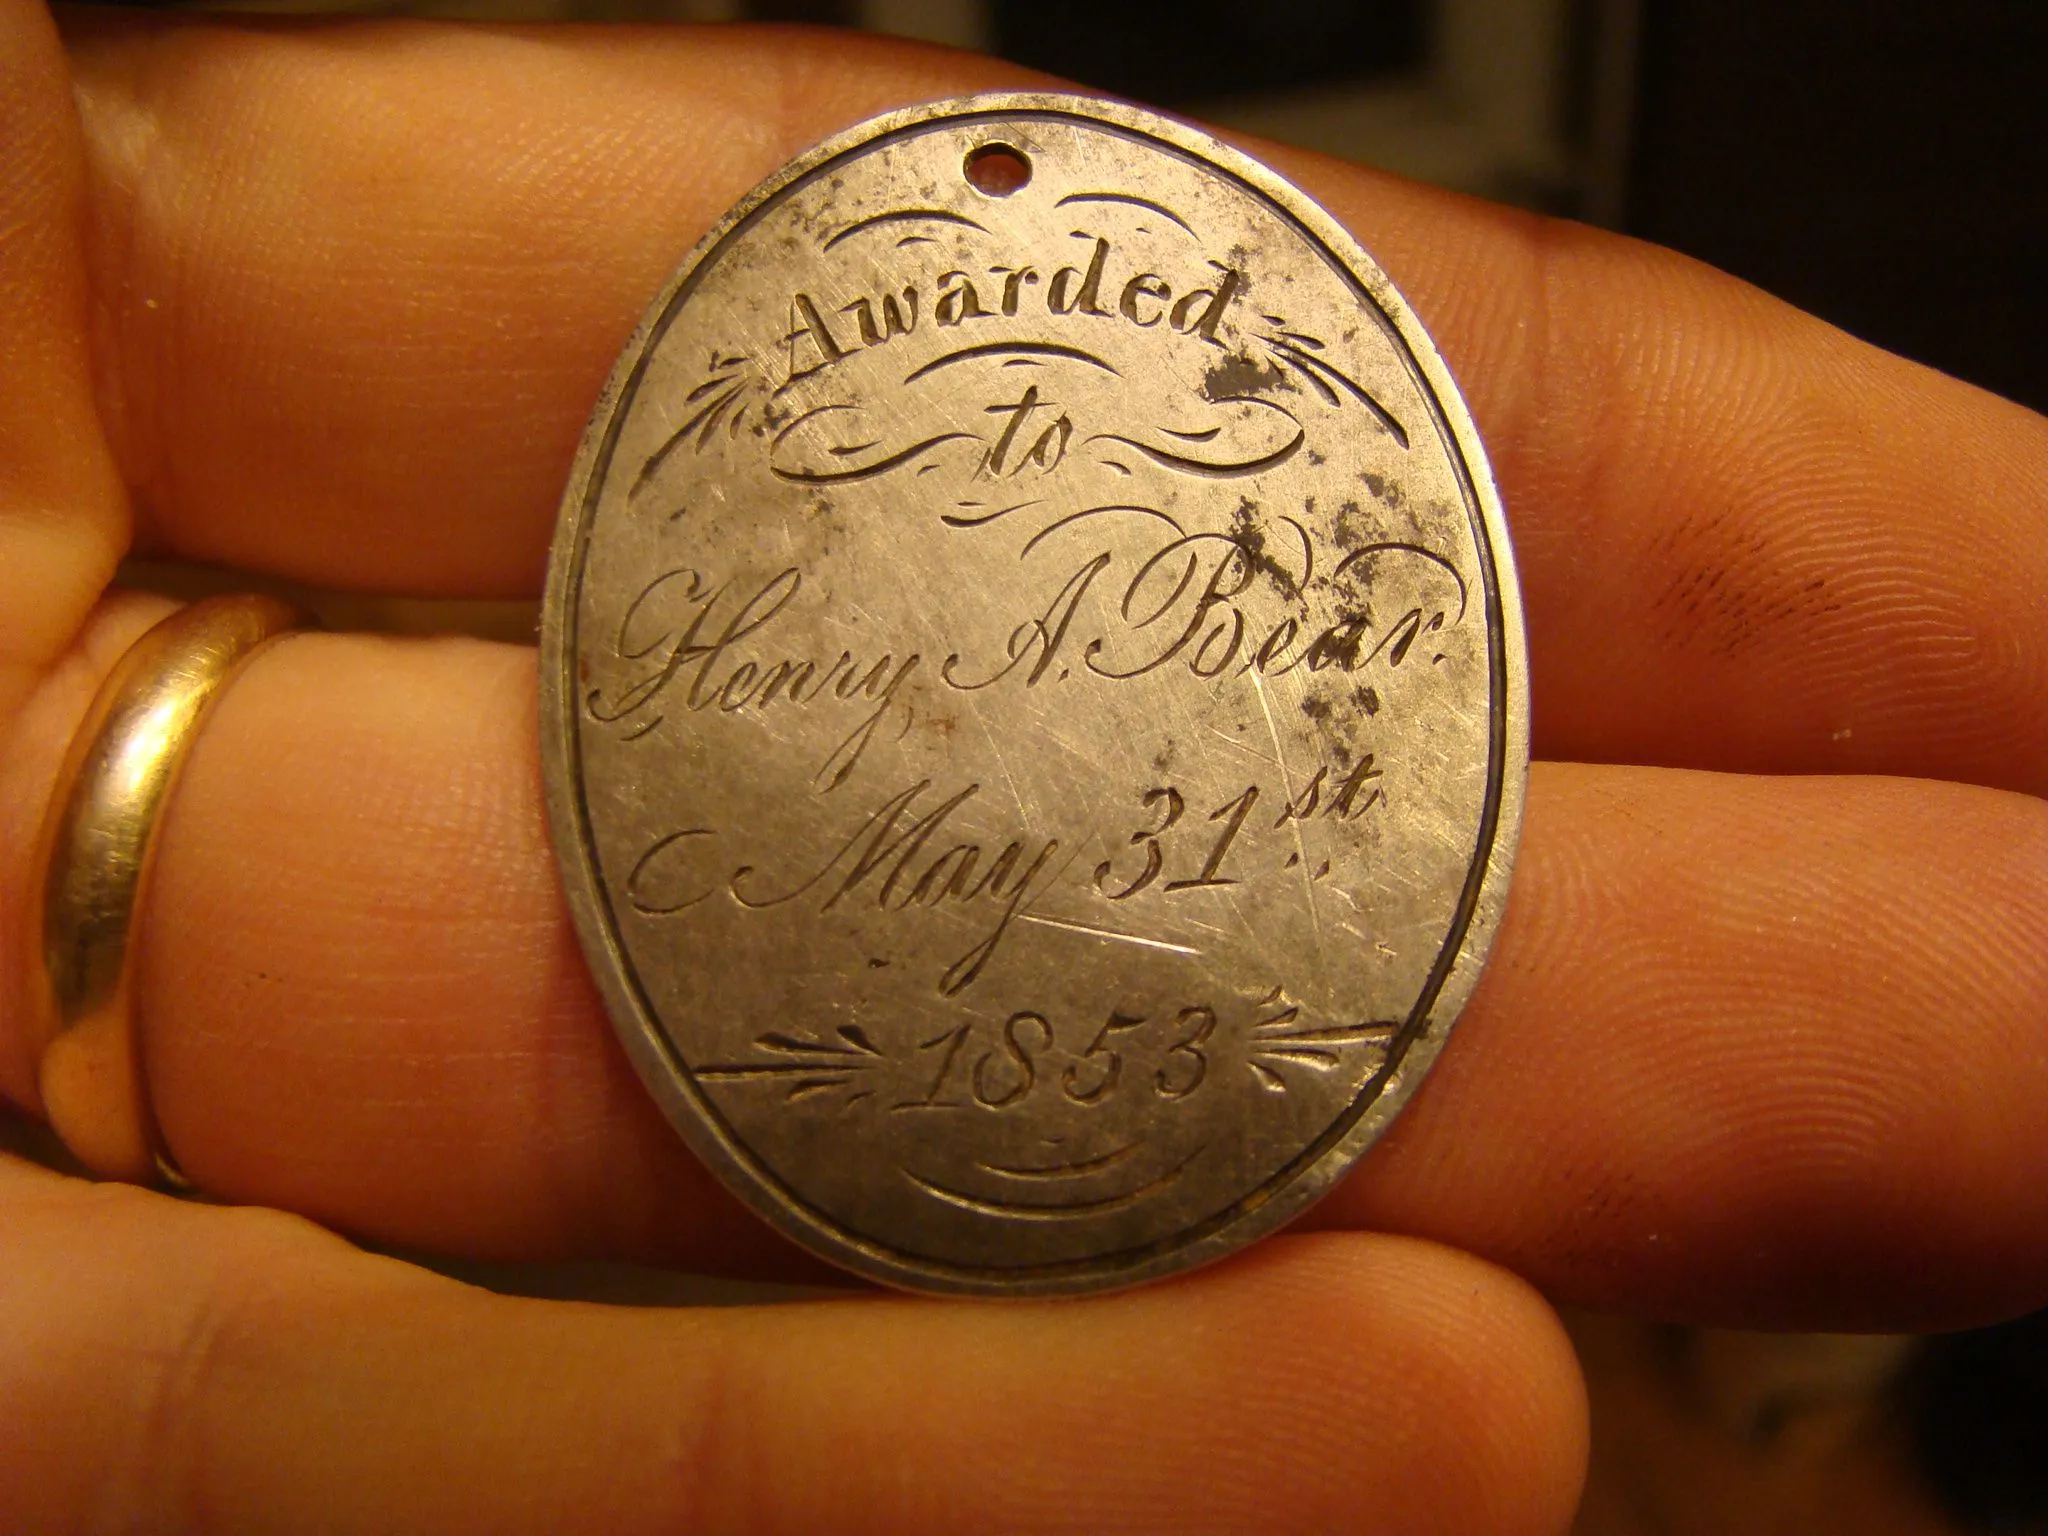 Awarded
to
Henry A. Bear.
May 31st
1853